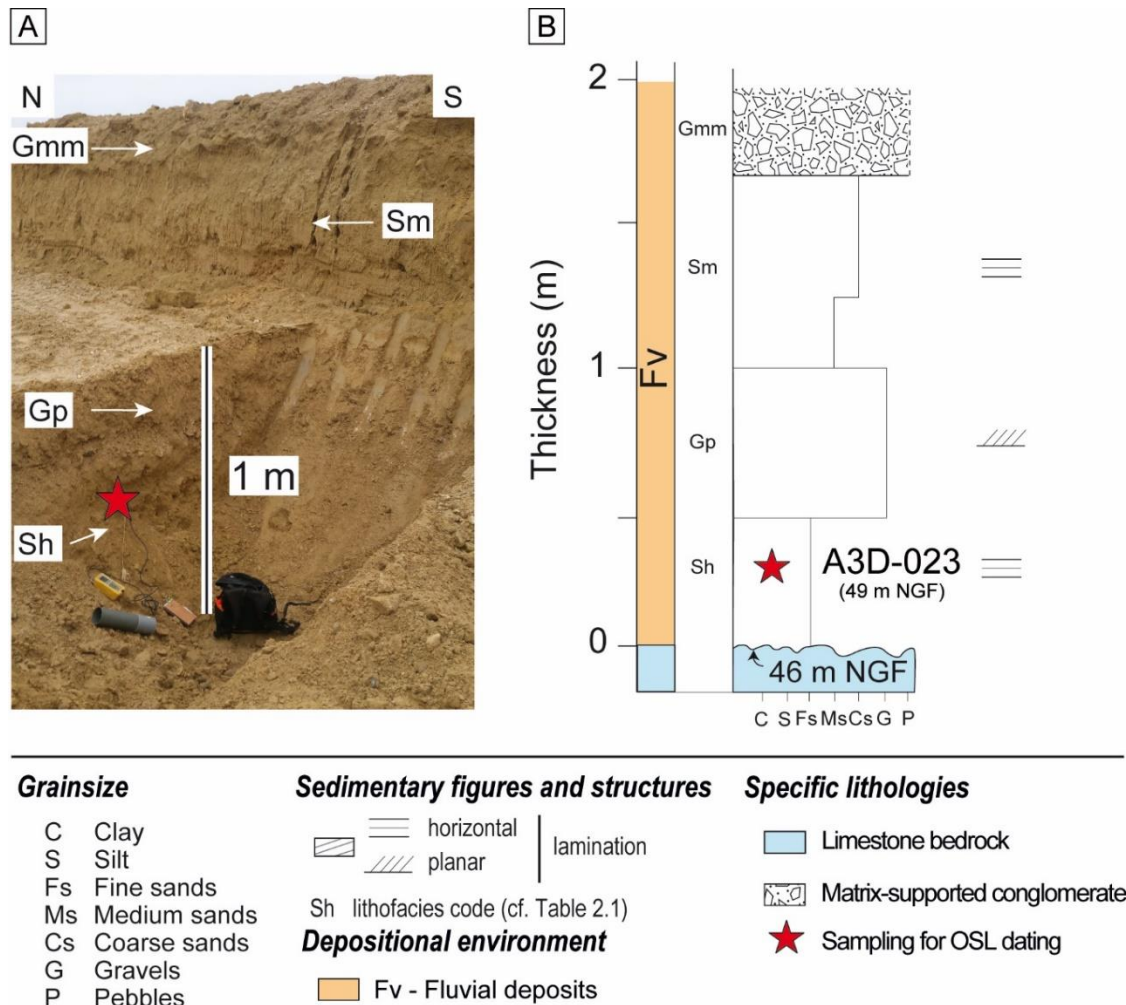 A
B
N
S
Gmm
Sm
Gp
1 m
Sh
2
1
0
Thickness (m)
Fv
Gmm
Sm
Gp
Sh
A3D-023
(49 m NGF)
46 m NGF
C S Fs Ms Cs G P
Grainsize
C Clay
S Silt
Fs Fine sands
Ms Medium sands
Cs Coarse sands
G Gravels
P Pebbles
Sedimentary figures and structures
horizontal
planar
lamination
Sh lithofacies code (cf. Table 2.1)
Depositional environment
Fv - Fluvial deposits
Specific lithologies
Limestone bedrock
Matrix-supported conglomerate
Sampling for OSL dating